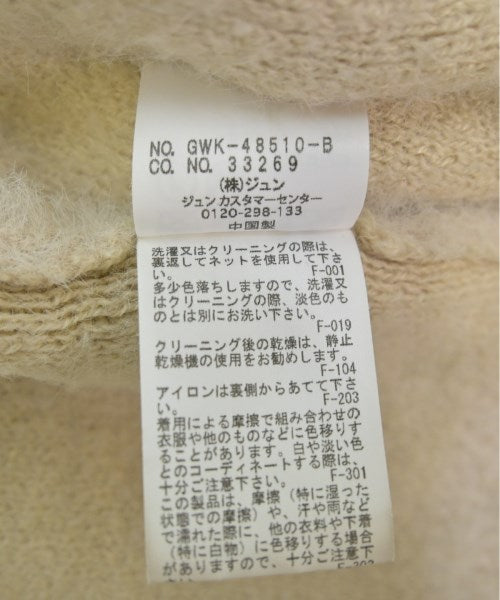 NO. GWK-48510-B
CO. NO. 33269
(株)ジュン
ジュン カスタマーセンター
0120-298-133
中国製
洗濯又はクリーニングの際は、
裏返してネットを使用して下さ
い。 F-001
多少色落ちしますので、洗濯又
はクリーニングの際、淡色のも
のとは別にお洗い下さい。
F-019
クリーニング後の乾燥は、静止
乾燥機の使用をお勧めします。
F-104
アイロンは裏側からあてて下さ
い。 F-203
着用による摩擦で組み合わせの
衣服や他のものなどに色移りす
ることがあります。白や淡い色
とのコーディネートする際は、
十分ご注意下さい。 F-301
この製品は、摩擦(特に湿った
状態での摩擦)や、汗や雨など
で濡れた際に、他の衣料や下着
(特に白物)に色移りする場合
がありますので、十分ご注意下